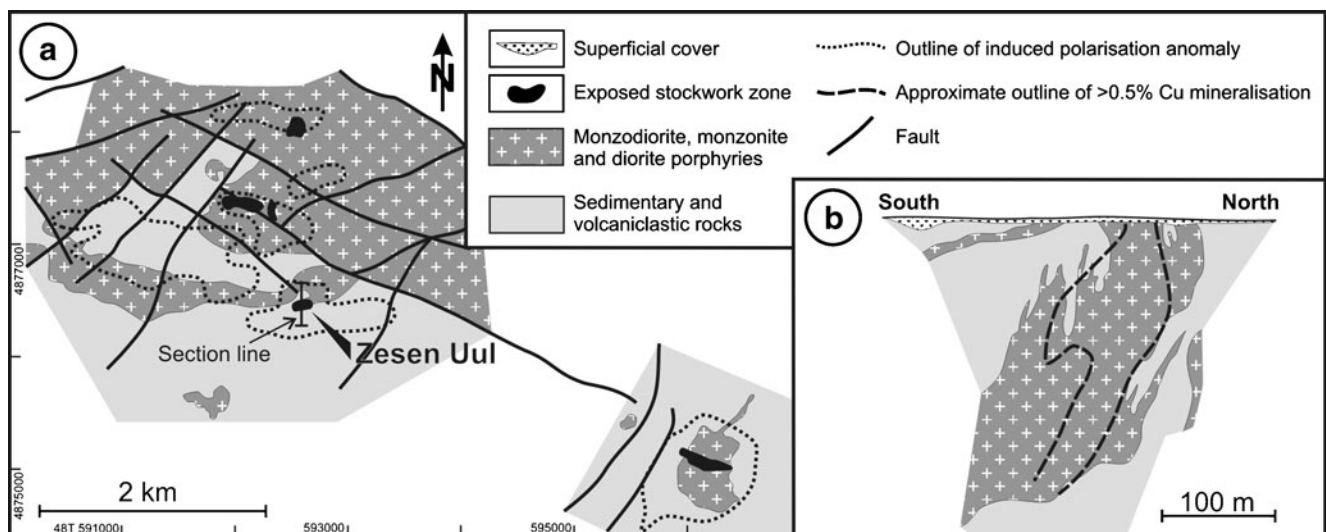 a
N
Superficial cover
Exposed stockwork zone
Monzodiorite, monzonite
and diorite porphyries
Sedimentary and
volcaniclastic rocks
Outline of induced polarisation anomaly
Approximate outline of >0.5% Cu mineralisation
Fault
4877000
Section line
Zesen Uul
4875000
2 km
48T 591000
593000
595000
b
South
North
100 m